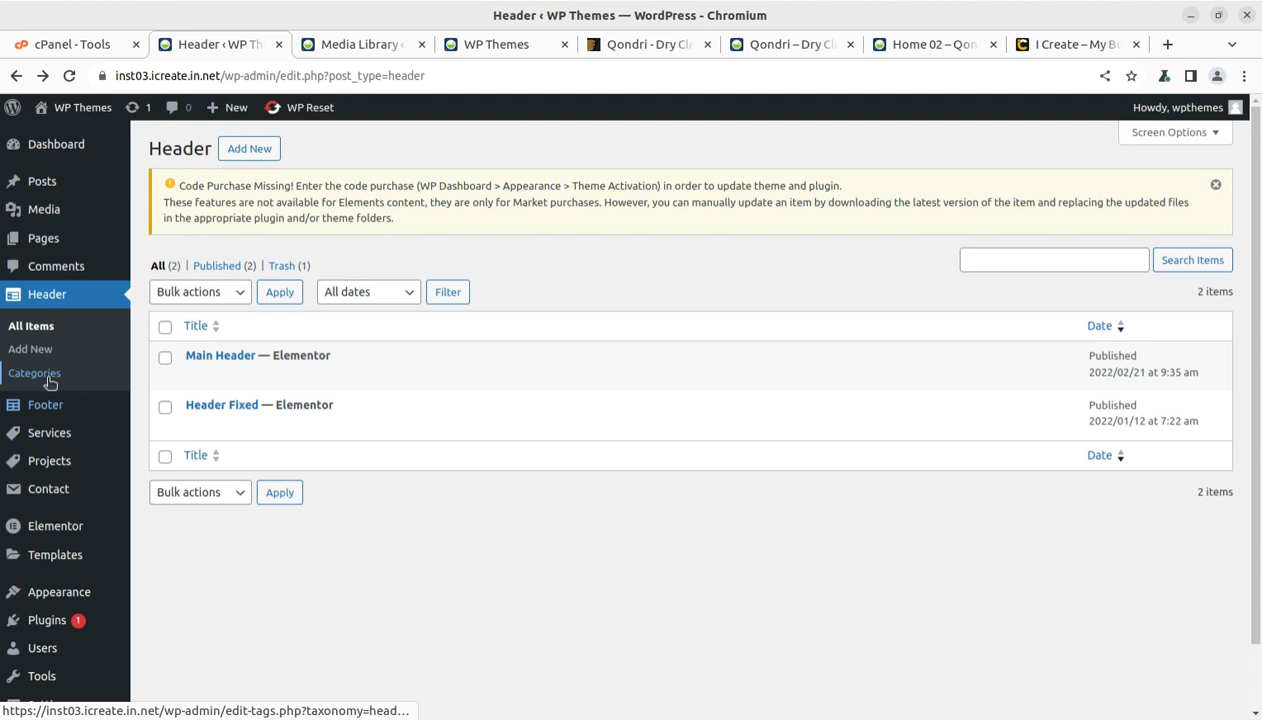 Header ‹ WP Themes — WordPress - Chromium
cPanel - Tools
Header ‹ WP Th
Media Library ‹
WP Themes
Qondri - Dry Cle
Qondri – Dry Cl
Home 02 – Qon
I Create – My Bu
inst03.icreate.in.net/wp-admin/edit.php?post_type=header
WP Themes
1
0
New
WP Reset
Howdy, wpthemes
Dashboard
Posts
Media
Pages
Comments
Header
All Items
Add New
Categories
Footer
Services
Projects
Contact
Elementor
Templates
Appearance
Plugins 1
Users
Tools
Screen Options
Header
Add New
Code Purchase Missing! Enter the code purchase (WP Dashboard > Appearance > Theme Activation) in order to update theme and plugin.
These features are not available for Elements content, they are only for Market purchases. However, you can manually update an item by downloading the latest version of the item and replacing the updated files
in the appropriate plugin and/or theme folders.
All (2) | Published (2) | Trash (1)
Search Items
Bulk actions
Apply
All dates
Filter
2 items
Title
Date
Main Header — Elementor
Published
2022/02/21 at 9:35 am
Header Fixed — Elementor
Published
2022/01/12 at 7:22 am
Title
Date
Bulk actions
Apply
2 items
https://inst03.icreate.in.net/wp-admin/edit-tags.php?taxonomy=head...